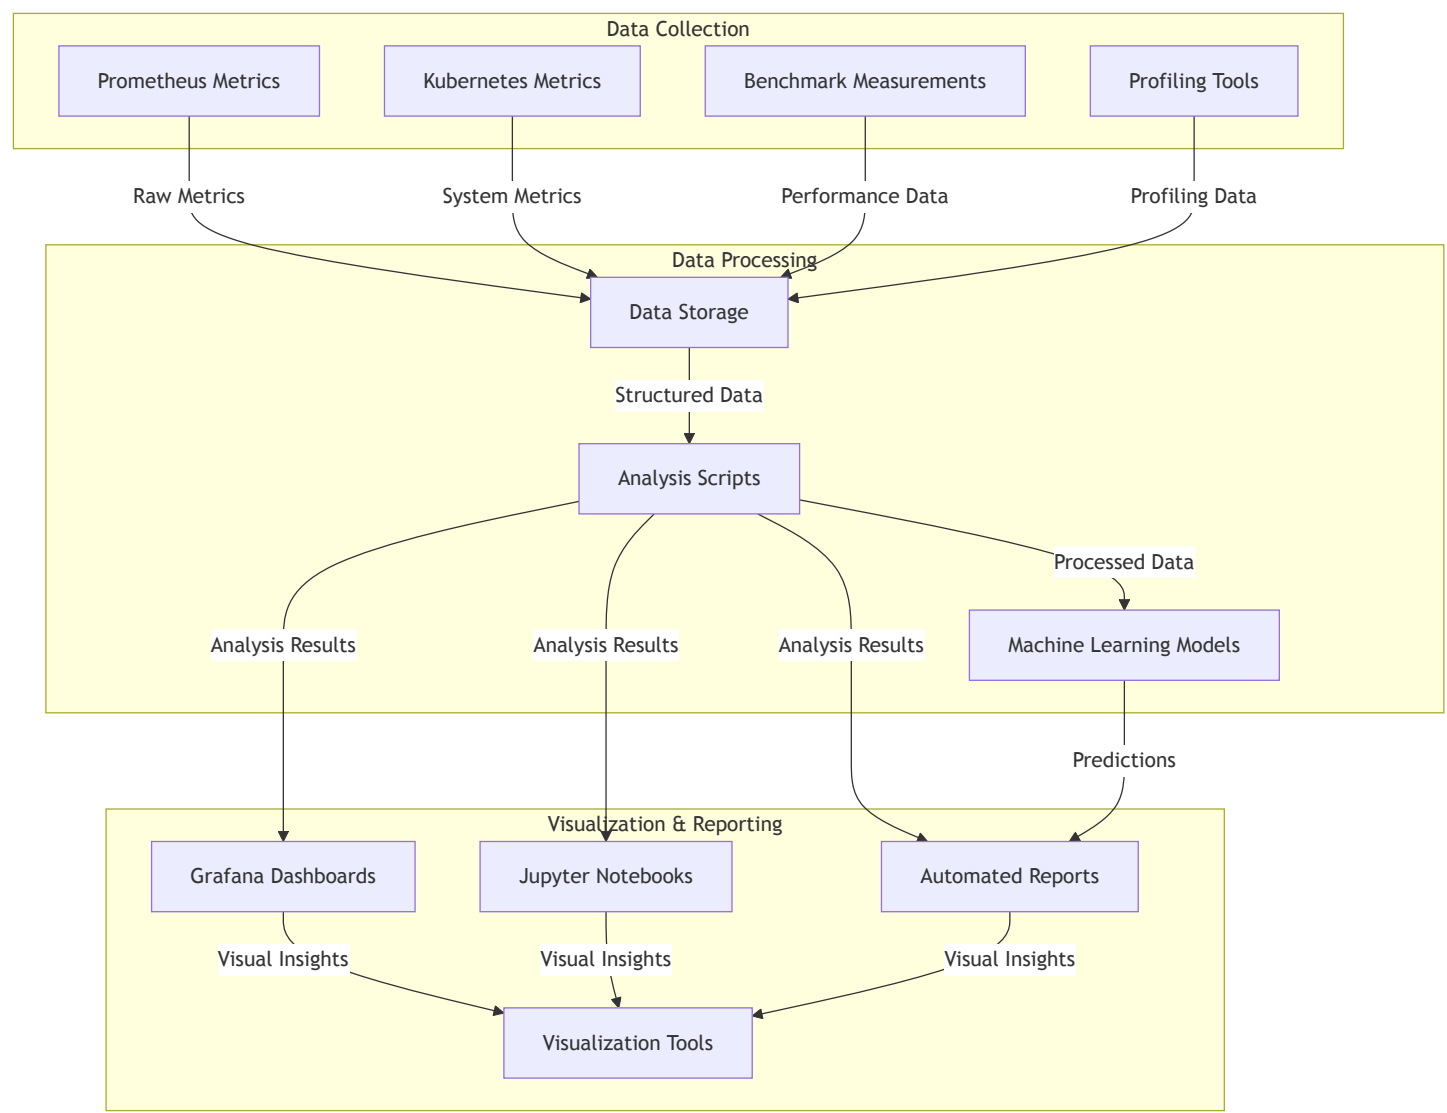 Data Collection
Prometheus Metrics
Kubernetes Metrics
Benchmark Measurements
Profiling Tools
Raw Metrics
System Metrics
Performance Data
Profiling Data
Data Processing
Data Storage
Structured Data
Analysis Scripts
Processed Data
Analysis Results
Analysis Results
Analysis Results
Machine Learning Models
Predictions
Visualization & Reporting
Grafana Dashboards
Jupyter Notebooks
Automated Reports
Visual Insights
Visual Insights
Visual Insights
Visualization Tools